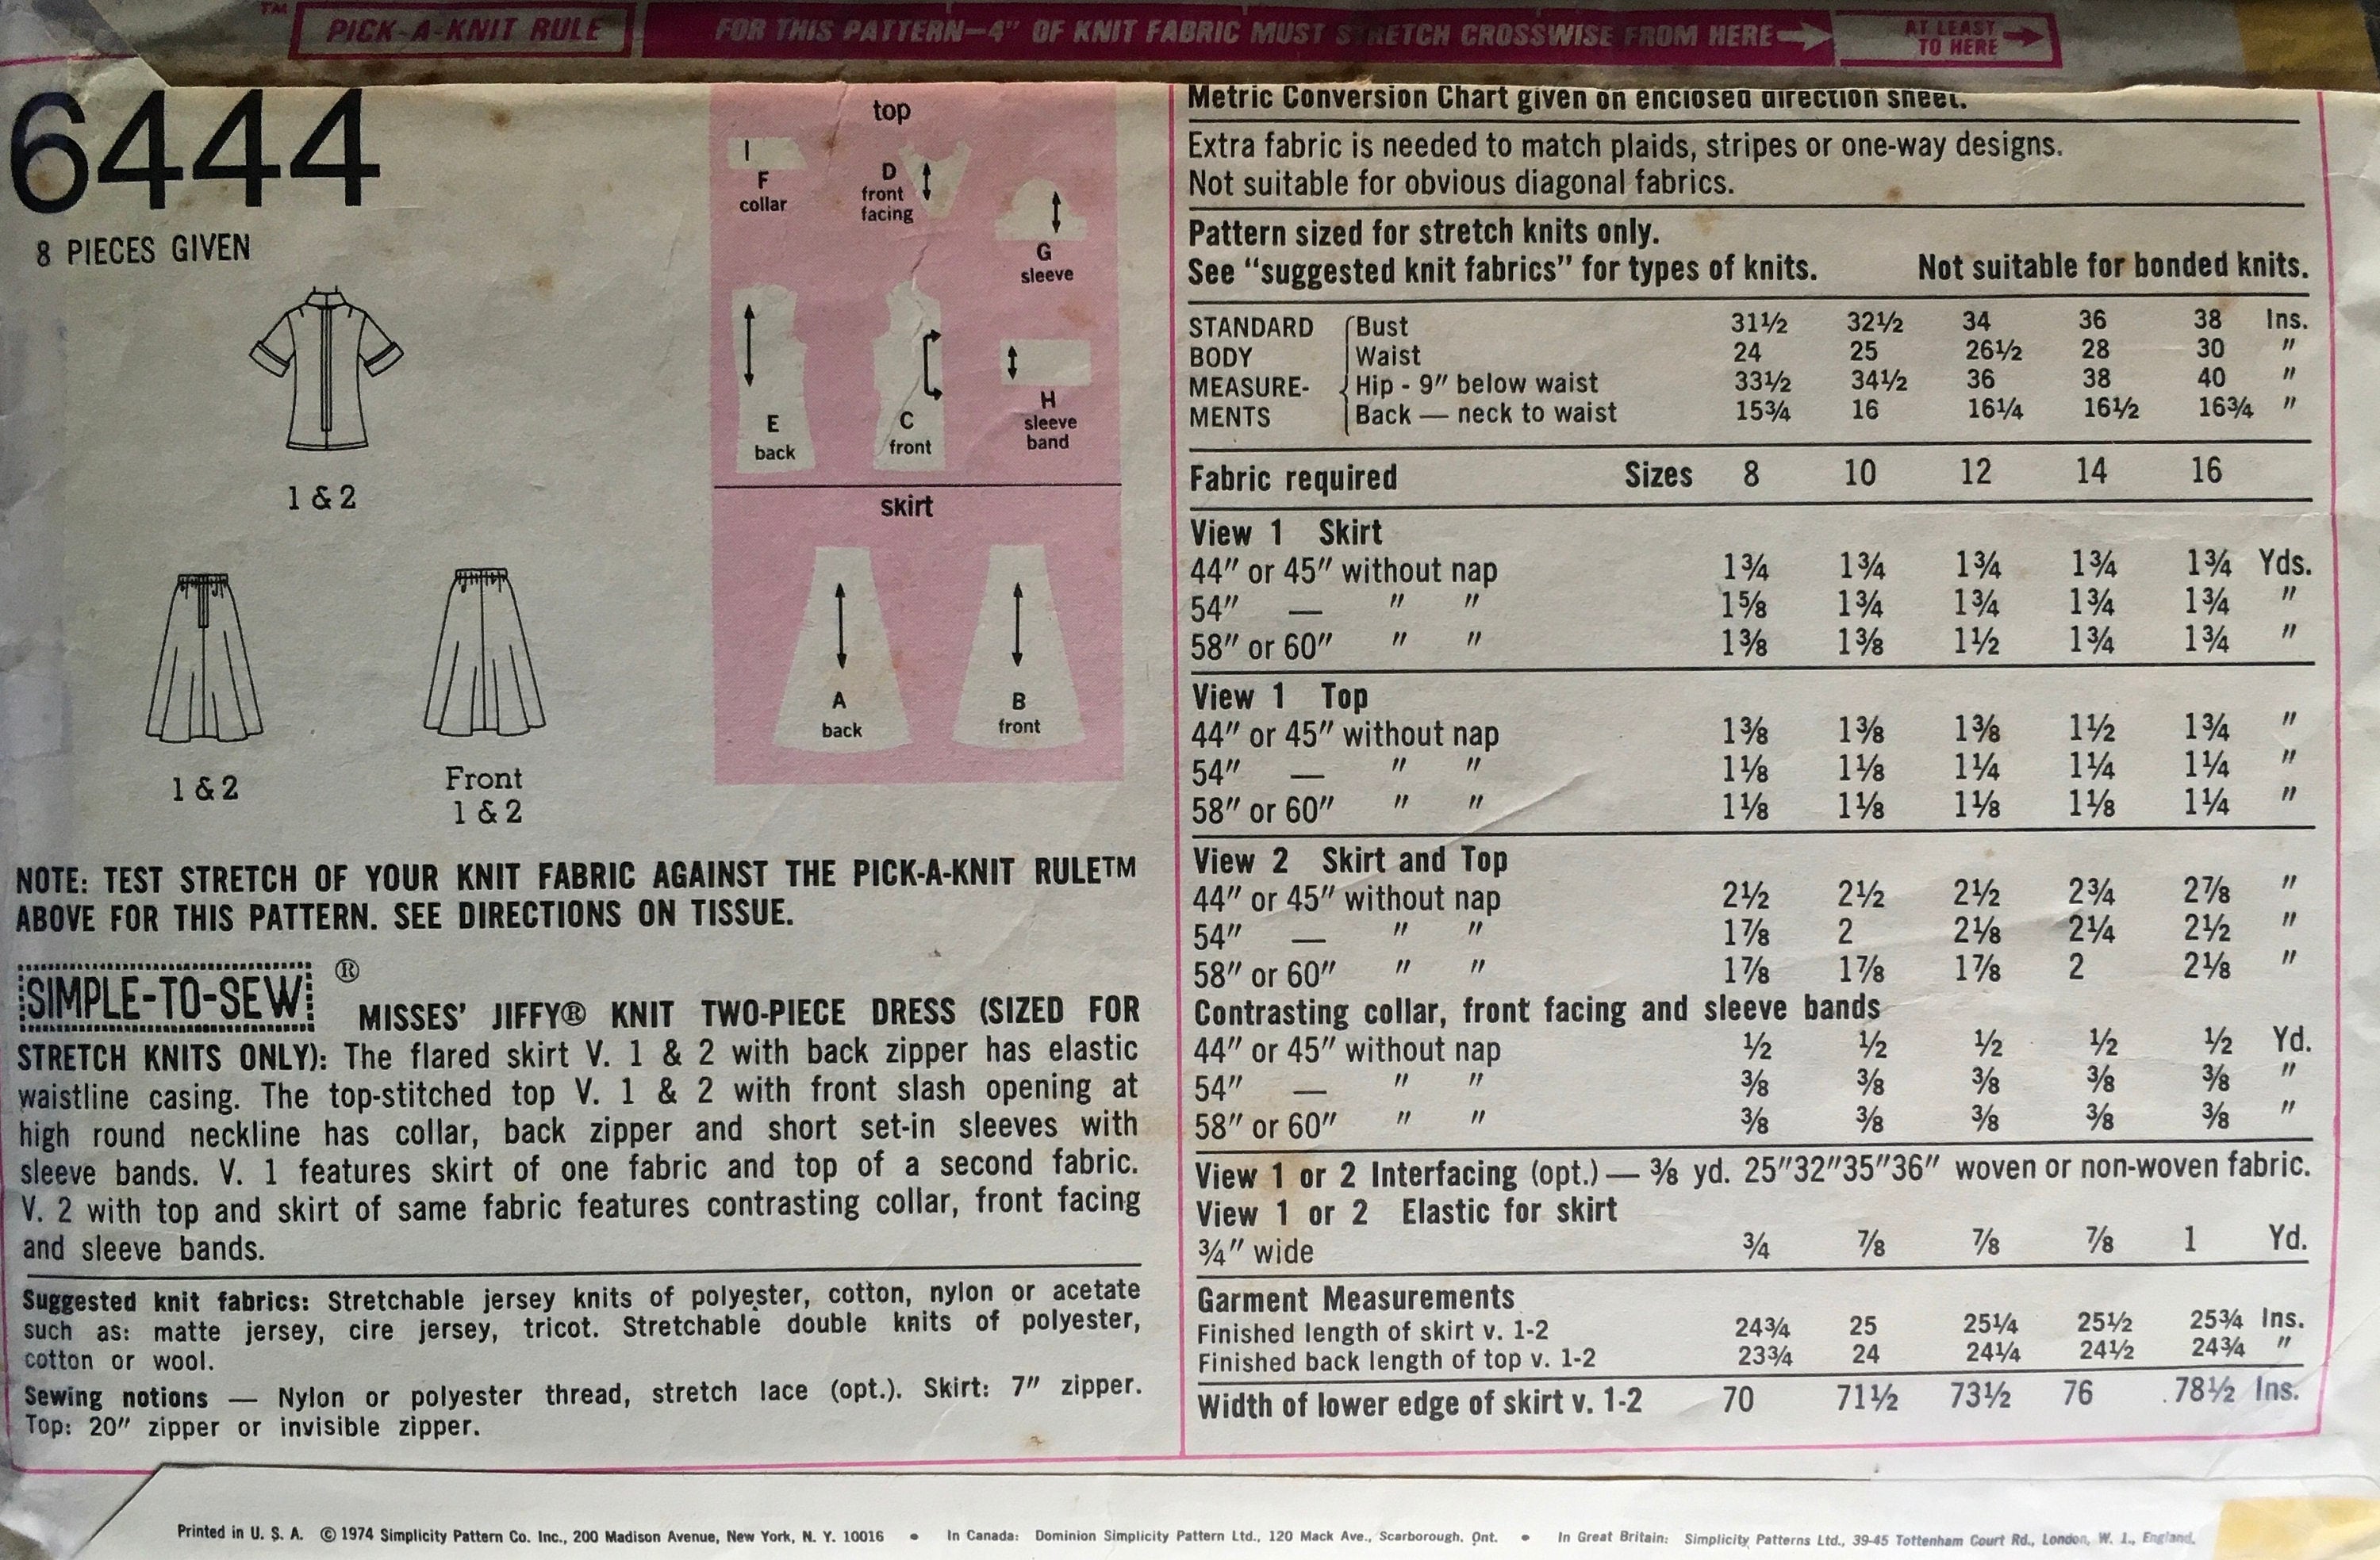 ™ PICK-A-KNIT RULE FOR THIS PATTERN—4" OF KNIT FABRIC MUST STRETCH CROSSWISE FROM HERE → AT LEAST TO HERE →
6444
8 PIECES GIVEN
1 & 2
1 & 2
Front
1 & 2
top
F
collar
D
front
facing
G
sleeve
E
back
C
front
H
sleeve
band
skirt
A
back
B
front
NOTE: TEST STRETCH OF YOUR KNIT FABRIC AGAINST THE PICK-A-KNIT RULE™
ABOVE FOR THIS PATTERN. SEE DIRECTIONS ON TISSUE.
SIMPLE-TO-SEW ® MISSES' JIFFY® KNIT TWO-PIECE DRESS (SIZED FOR
STRETCH KNITS ONLY): The flared skirt V. 1 & 2 with back zipper has elastic
waistline casing. The top-stitched top V. 1 & 2 with front slash opening at
high round neckline has collar, back zipper and short set-in sleeves with
sleeve bands. V. 1 features skirt of one fabric and top of a second fabric.
V. 2 with top and skirt of same fabric features contrasting collar, front facing
and sleeve bands.
Suggested knit fabrics: Stretchable jersey knits of polyester, cotton, nylon or acetate
such as: matte jersey, cire jersey, tricot. Stretchable double knits of polyester,
cotton or wool.
Sewing notions — Nylon or polyester thread, stretch lace (opt.). Skirt: 7" zipper.
Top: 20" zipper or invisible zipper.
Metric Conversion Chart given on enclosed direction sheet.
Extra fabric is needed to match plaids, stripes or one-way designs.
Not suitable for obvious diagonal fabrics.
Pattern sized for stretch knits only.
See "suggested knit fabrics" for types of knits. Not suitable for bonded knits.
STANDARD Bust 31½ 32½ 34 36 38 Ins.
BODY Waist 24 25 26½ 28 30 "
MEASURE- Hip - 9" below waist 33½ 34½ 36 38 40 "
MENTS Back — neck to waist 15¾ 16 16¼ 16½ 16¾ "
Fabric required Sizes 8 10 12 14 16
View 1 Skirt
44" or 45" without nap 1¾ 1¾ 1¾ 1¾ 1¾ Yds.
54" — " " 1⅝ 1¾ 1¾ 1¾ 1¾ "
58" or 60" " " 1⅜ 1⅜ 1½ 1¾ 1¾ "
View 1 Top
44" or 45" without nap 1⅜ 1⅜ 1⅜ 1½ 1¾ "
54" — " " 1⅛ 1⅛ 1¼ 1¼ 1¼ "
58" or 60" " " 1⅛ 1⅛ 1⅛ 1⅛ 1¼ "
View 2 Skirt and Top
44" or 45" without nap 2½ 2½ 2½ 2¾ 2⅞ "
54" — " " 1⅞ 2 2⅛ 2¼ 2½ "
58" or 60" " " 1⅞ 1⅞ 1⅞ 2 2⅛ "
Contrasting collar, front facing and sleeve bands
44" or 45" without nap ½ ½ ½ ½ ½ Yd.
54" — " " ⅜ ⅜ ⅜ ⅜ ⅜ "
58" or 60" " " ⅜ ⅜ ⅜ ⅜ ⅜ "
View 1 or 2 Interfacing (opt.) — ⅜ yd. 25"32"35"36" woven or non-woven fabric.
View 1 or 2 Elastic for skirt
¾" wide ¾ ⅞ ⅞ ⅞ 1 Yd.
Garment Measurements
Finished length of skirt v. 1-2 24¾ 25 25¼ 25½ 25¾ Ins.
Finished back length of top v. 1-2 23¾ 24 24¼ 24½ 24¾ "
Width of lower edge of skirt v. 1-2 70 71½ 73½ 76 78½ Ins.
Printed in U. S. A. © 1974 Simplicity Pattern Co. Inc., 200 Madison Avenue, New York, N. Y. 10016 • In Canada: Dominion Simplicity Pattern Ltd., 120 Mack Ave., Scarborough, Ont. • In Great Britain: Simplicity Patterns Ltd., 39-45 Tottenham Court Rd., London, W. 1., England.